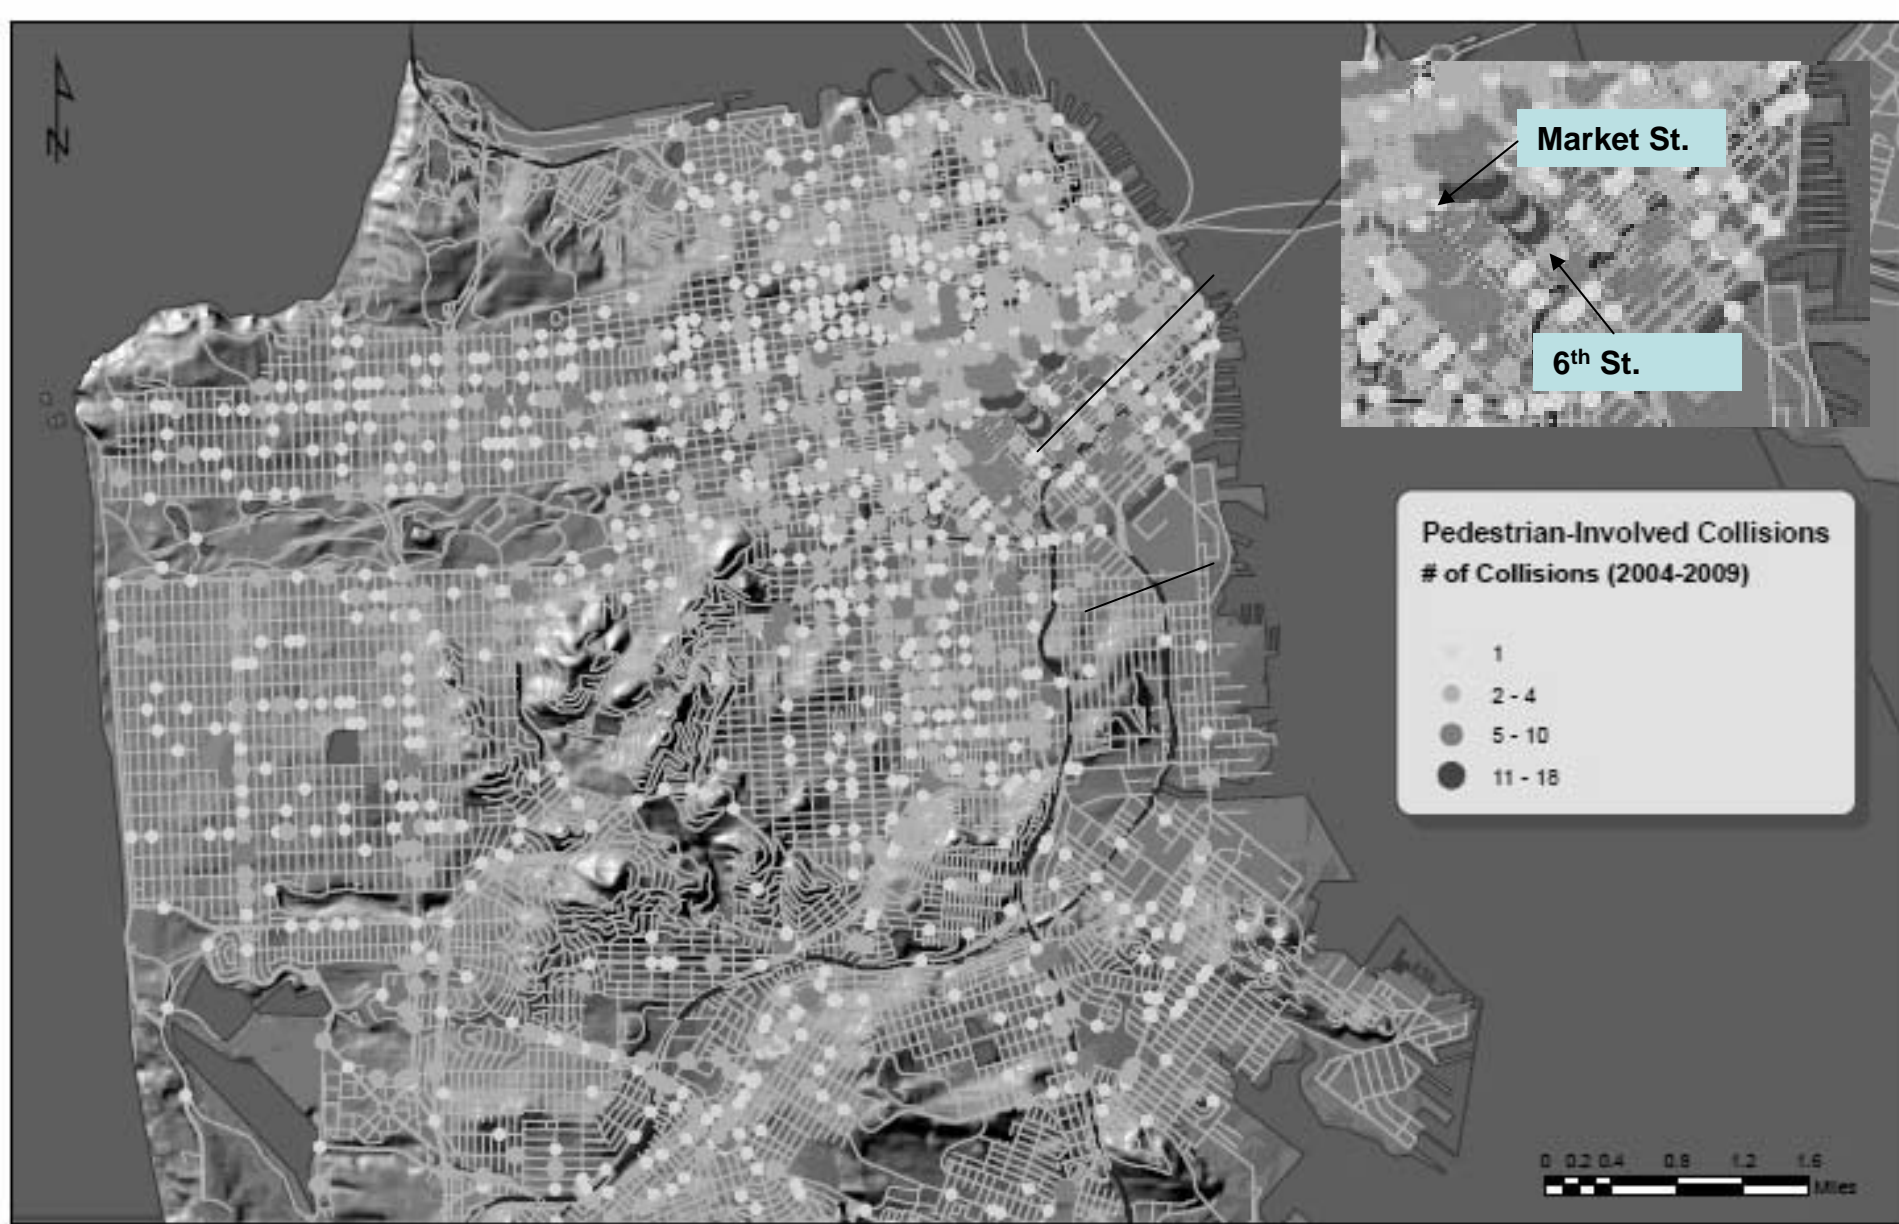 N
Market St.
6th St.
Pedestrian-Involved Collisions
# of Collisions (2004-2009)
1
2 - 4
5 - 10
11 - 18
0 0.2 0.4 0.8 1.2 1.6
Miles